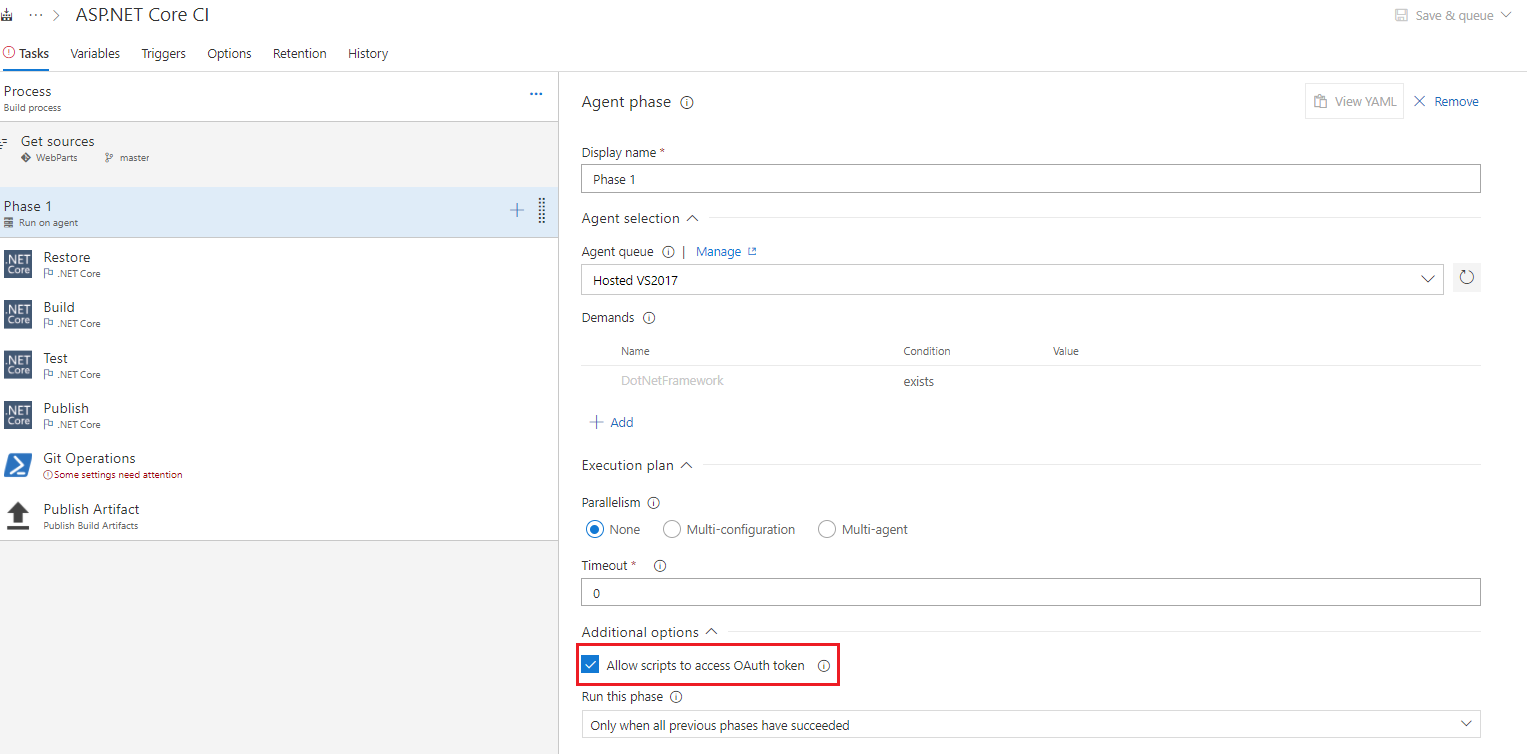 ASP.NET Core CI
Save & queue
Tasks Variables Triggers Options Retention History
Process
Build process
Get sources
WebParts master
Phase 1
Run on agent
.NET Core Restore
.NET Core
.NET Core Build
.NET Core
.NET Core Test
.NET Core
.NET Core Publish
.NET Core
Git Operations
Some settings need attention
Publish Artifact
Publish Build Artifacts
Agent phase
View YAML Remove
Display name *
Phase 1
Agent selection
Agent queue | Manage
Hosted VS2017
Demands
Name Condition Value
DotNetFramework exists
+ Add
Execution plan
Parallelism
None Multi-configuration Multi-agent
Timeout *
0
Additional options
Allow scripts to access OAuth token
Run this phase
Only when all previous phases have succeeded